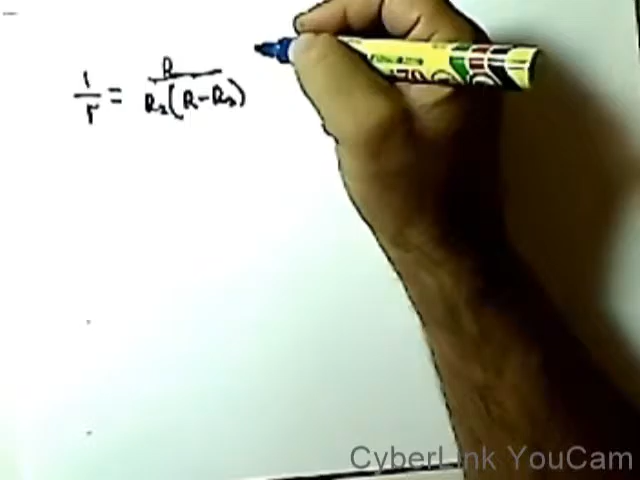 1/r = R/R₂(R-R₂)
CyberLink YouCam